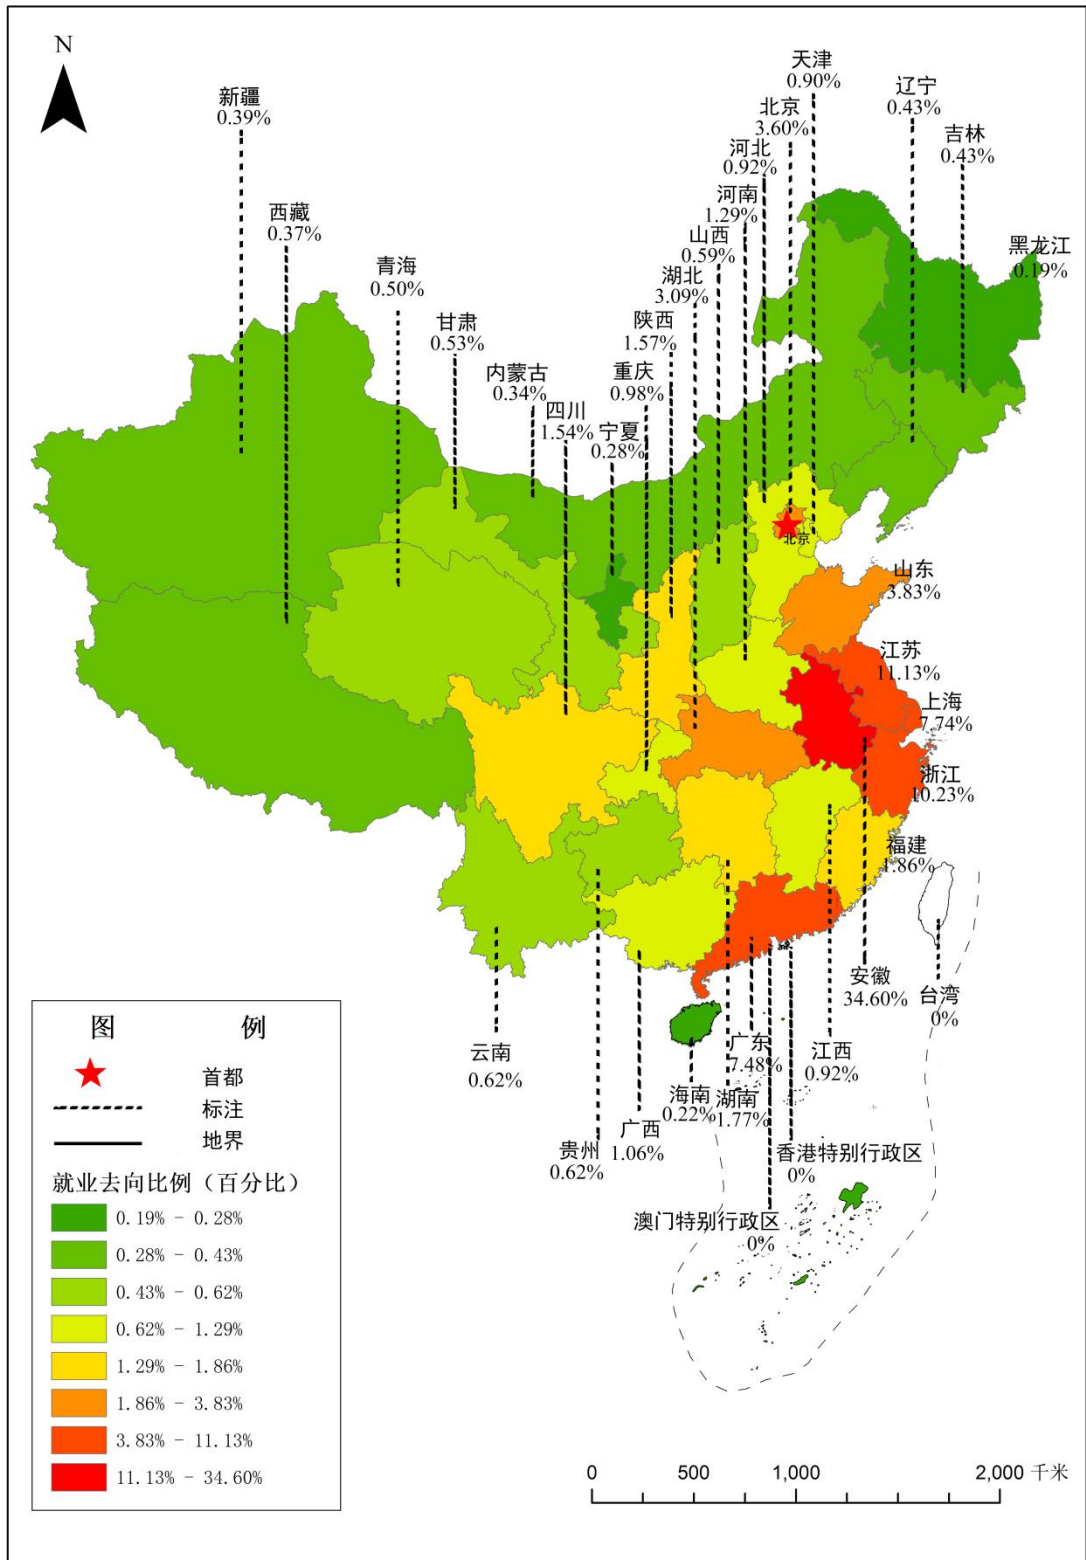 N
新疆
0.39%
西藏
0.37%
青海
0.50%
甘肃
0.53%
内蒙古
0.34%
四川
1.54%
宁夏
0.28%
重庆
0.98%
陕西
1.57%
湖北
3.09%
山西
0.59%
河南
1.29%
河北
0.92%
北京
3.60%
天津
0.90%
辽宁
0.43%
吉林
0.43%
黑龙江
0.19%
北京
山东
3.83%
江苏
11.13%
上海
7.74%
浙江
10.23%
福建
1.86%
安徽
34.60%
台湾
0%
江西
0.92%
广东
7.48%
湖南
1.77%
海南
0.22%
香港特别行政区
0%
澳门特别行政区
0%
广西
1.06%
贵州
0.62%
云南
0.62%
图 例
首都
标注
地界
就业去向比例（百分比）
0.19% - 0.28%
0.28% - 0.43%
0.43% - 0.62%
0.62% - 1.29%
1.29% - 1.86%
1.86% - 3.83%
3.83% - 11.13%
11.13% - 34.60%
0 500 1,000 2,000 千米